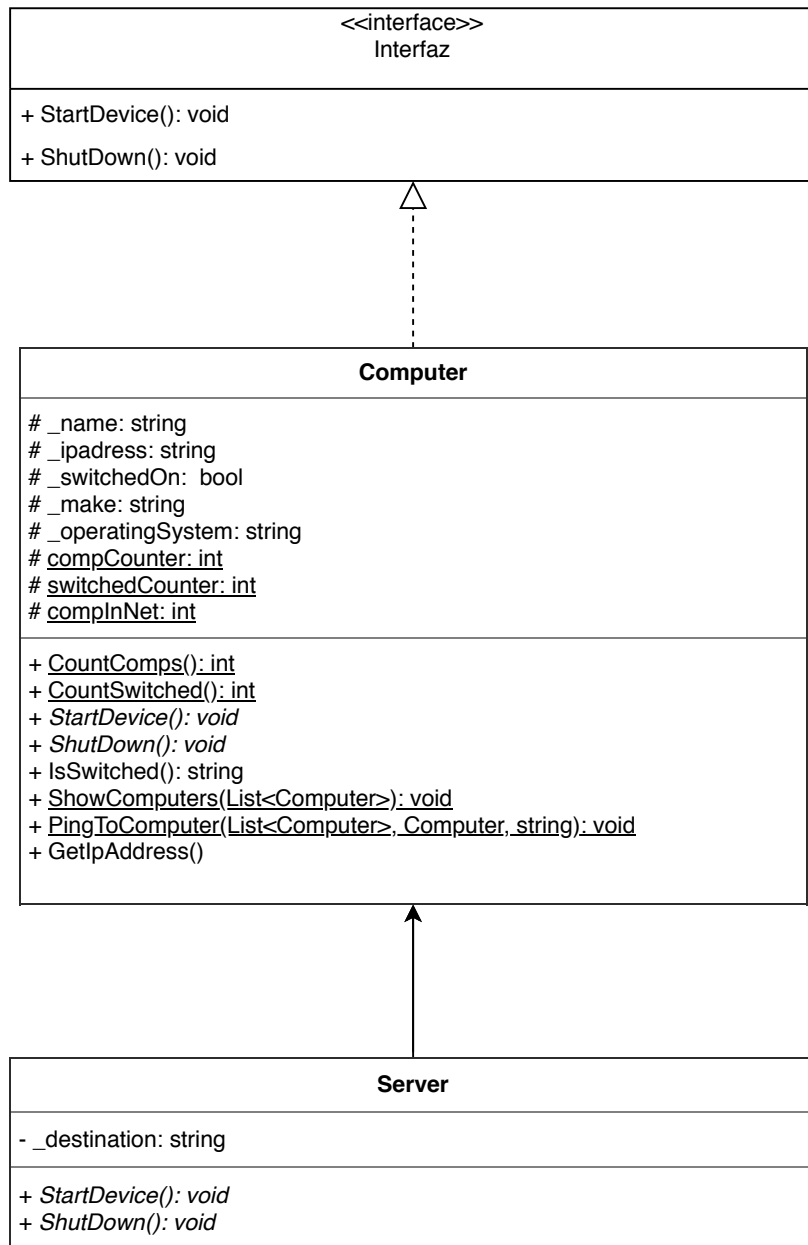 <<interface>>
Interfaz
+ StartDevice(): void
+ ShutDown(): void
Computer
# _name: string
# _ipadress: string
# _switchedOn:  bool
# _make: string
# _operatingSystem: string
# compCounter: int
# switchedCounter: int
# compInNet: int
+ CountComps(): int
+ CountSwitched(): int
+ StartDevice(): void
+ ShutDown(): void
+ IsSwitched(): string
+ ShowComputers(List<Computer>): void
+ PingToComputer(List<Computer>, Computer, string): void
+ GetIpAddress()
Server
- _destination: string
+ StartDevice(): void
+ ShutDown(): void